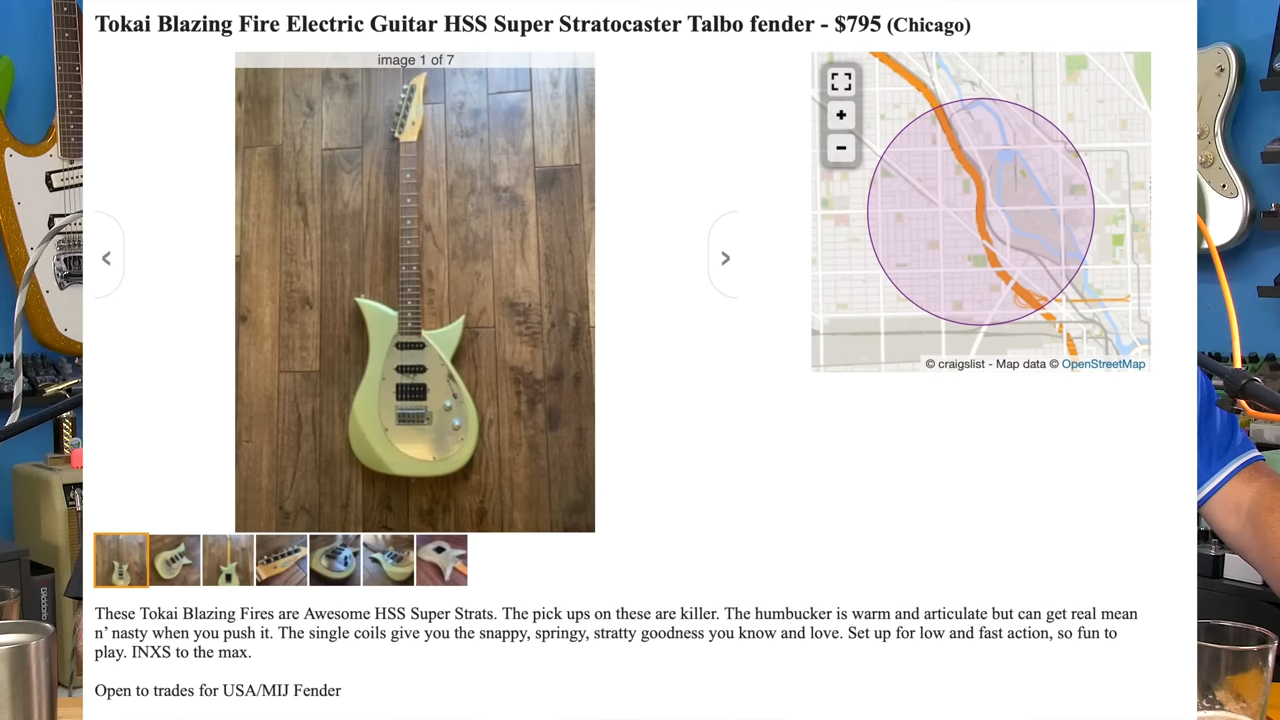 Tokai Blazing Fire Electric Guitar HSS Super Stratocaster Talbo fender - $795 (Chicago)
image 1 of 7
© craigslist - Map data © OpenStreetMap
These Tokai Blazing Fires are Awesome HSS Super Strats. The pick ups on these are killer. The humbucker is warm and articulate but can get real mean
n' nasty when you push it. The single coils give you the snappy, springy, stratty goodness you know and love. Set up for low and fast action, so fun to
play. INXS to the max.
Open to trades for USA/MIJ Fender
D'Addario